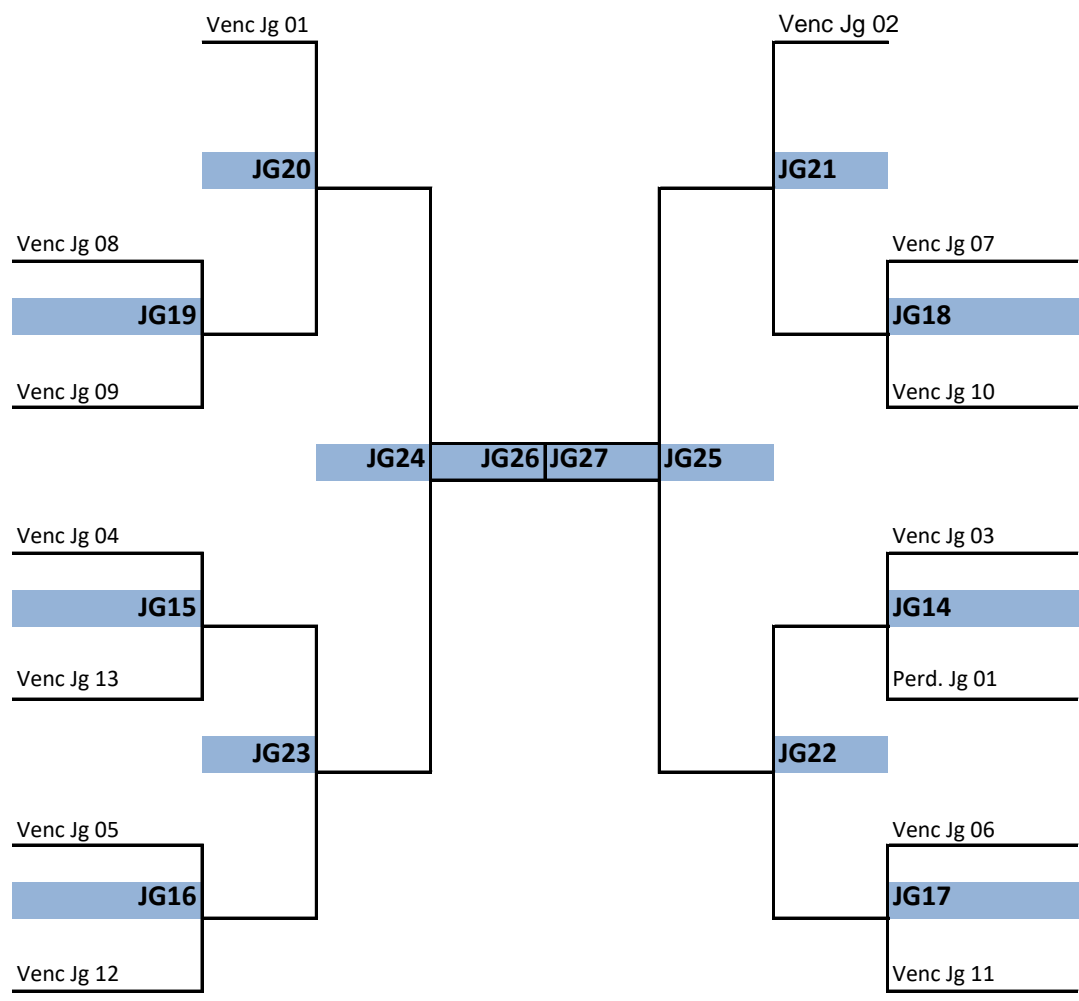 Venc Jg 01
Venc Jg 02
JG20
JG21
Venc Jg 08
Venc Jg 07
JG19
JG18
Venc Jg 09
Venc Jg 10
JG24
JG26
JG27
JG25
Venc Jg 04
Venc Jg 03
JG15
JG14
Venc Jg 13
Perd. Jg 01
JG23
JG22
Venc Jg 05
Venc Jg 06
JG16
JG17
Venc Jg 12
Venc Jg 11